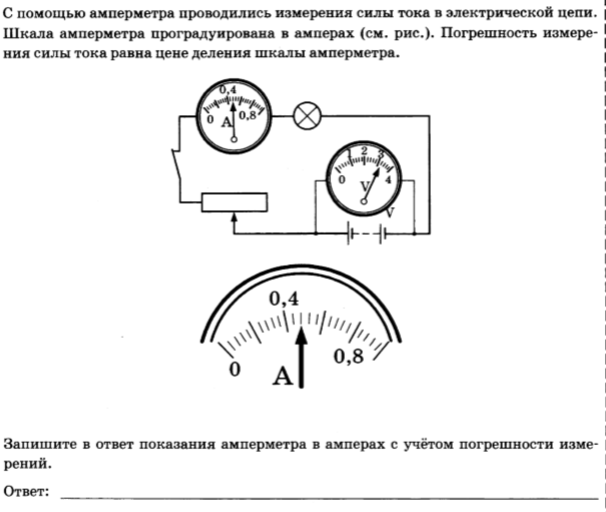 С помощью амперметра проводились измерения силы тока в электрической цепи.
Шкала амперметра проградуирована в амперах (см. рис.). Погрешность измере-
ния силы тока равна цене деления шкалы амперметра.
0,4
0 A 0,8
1 2 3
0 V 4
V
0,4
0 A 0,8
Запишите в ответ показания амперметра в амперах с учётом погрешности изме-
рений.
Ответ: